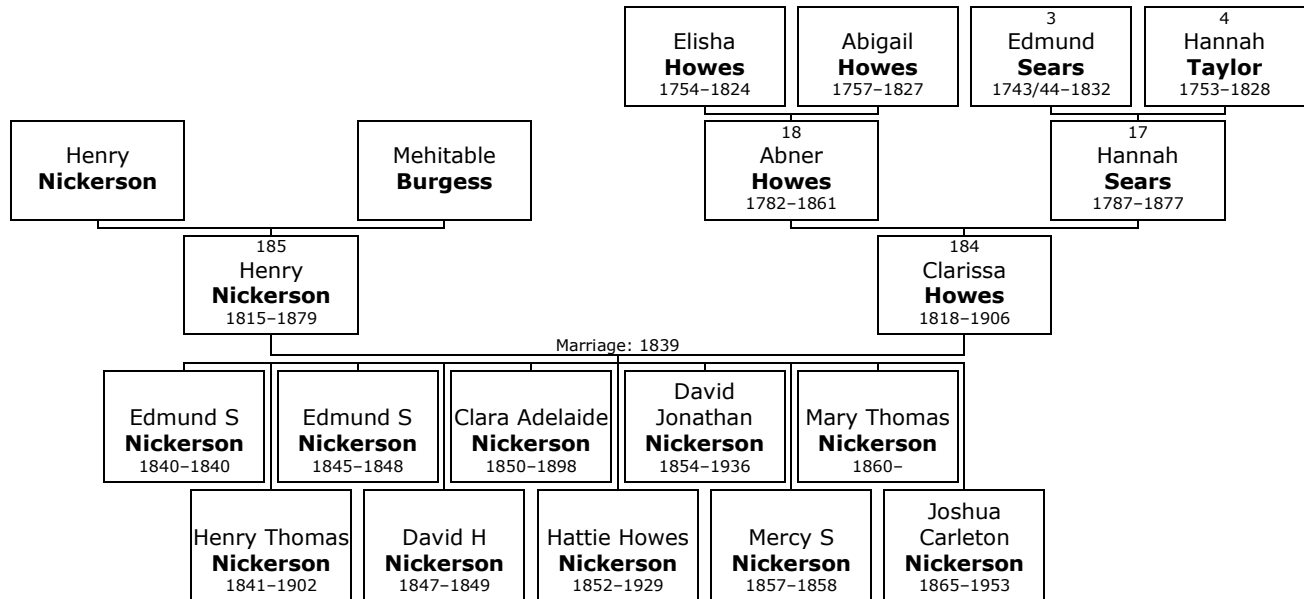 Elisha
Howes
1754–1824
Abigail
Howes
1757–1827
3
Edmund
Sears
1743/44–1832
4
Hannah
Taylor
1753–1828
Henry
Nickerson
Mehitable
Burgess
18
Abner
Howes
1782–1861
17
Hannah
Sears
1787–1877
185
Henry
Nickerson
1815–1879
184
Clarissa
Howes
1818–1906
Marriage: 1839
Edmund S
Nickerson
1840–1840
Edmund S
Nickerson
1845–1848
Clara Adelaide
Nickerson
1850–1898
David
Jonathan
Nickerson
1854–1936
Mary Thomas
Nickerson
1860–
Henry Thomas
Nickerson
1841–1902
David H
Nickerson
1847–1849
Hattie Howes
Nickerson
1852–1929
Mercy S
Nickerson
1857–1858
Joshua
Carleton
Nickerson
1865–1953